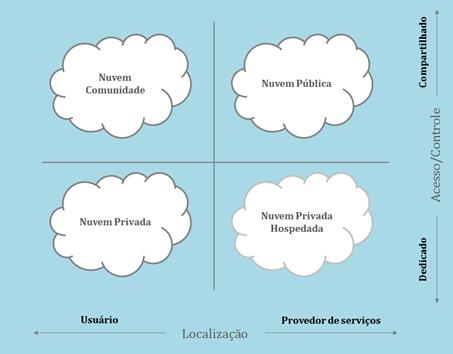 Nuvem
Comunidade
Nuvem Pública
Compartilhado
Acesso/Controle
Nuvem Privada
Nuvem Privada
Hospedada
Dedicado
Usuário
Provedor de serviços
Localização